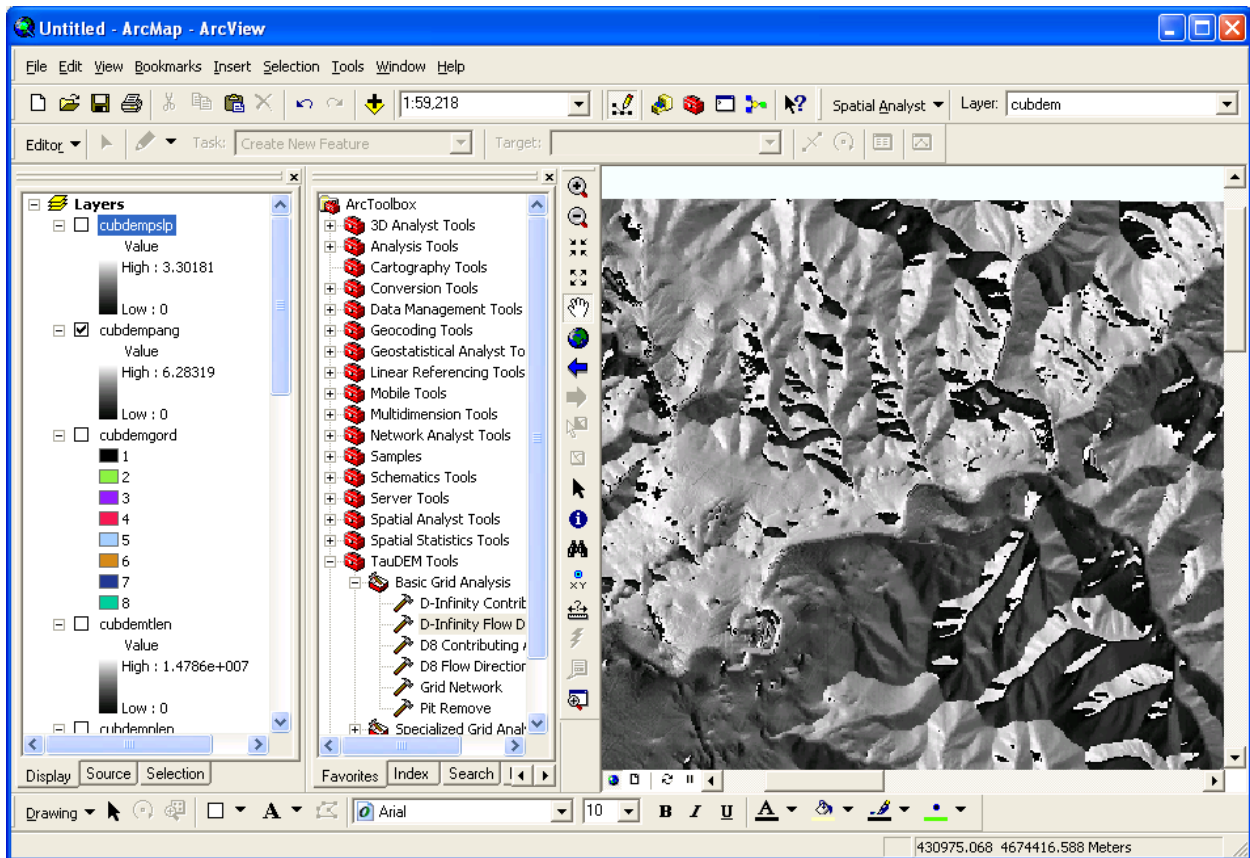 Untitled - ArcMap - ArcView
File Edit View Bookmarks Insert Selection Tools Window Help
1:59,218 Spatial Analyst Layer: cubdem
Editor Task: Create New Feature Target:
Layers
cubdempslp
Value
High : 3.30181
Low : 0
cubdempang
Value
High : 6.28319
Low : 0
cubdemgord
1
2
3
4
5
6
7
8
cubdemtlen
Value
High : 1.4786e+007
Low : 0
cubdemplen
Display Source Selection
ArcToolbox
3D Analyst Tools
Analysis Tools
Cartography Tools
Conversion Tools
Data Management Tools
Geocoding Tools
Geostatistical Analyst To
Linear Referencing Tools
Mobile Tools
Multidimension Tools
Network Analyst Tools
Samples
Schematics Tools
Server Tools
Spatial Analyst Tools
Spatial Statistics Tools
TauDEM Tools
Basic Grid Analysis
D-Infinity Contrib
D-Infinity Flow D
D8 Contributing
D8 Flow Direction
Grid Network
Pit Remove
Specialized Grid Anal
Favorites Index Search
XY
Drawing A Arial 10 B I U A
430975.068 4674416.588 Meters